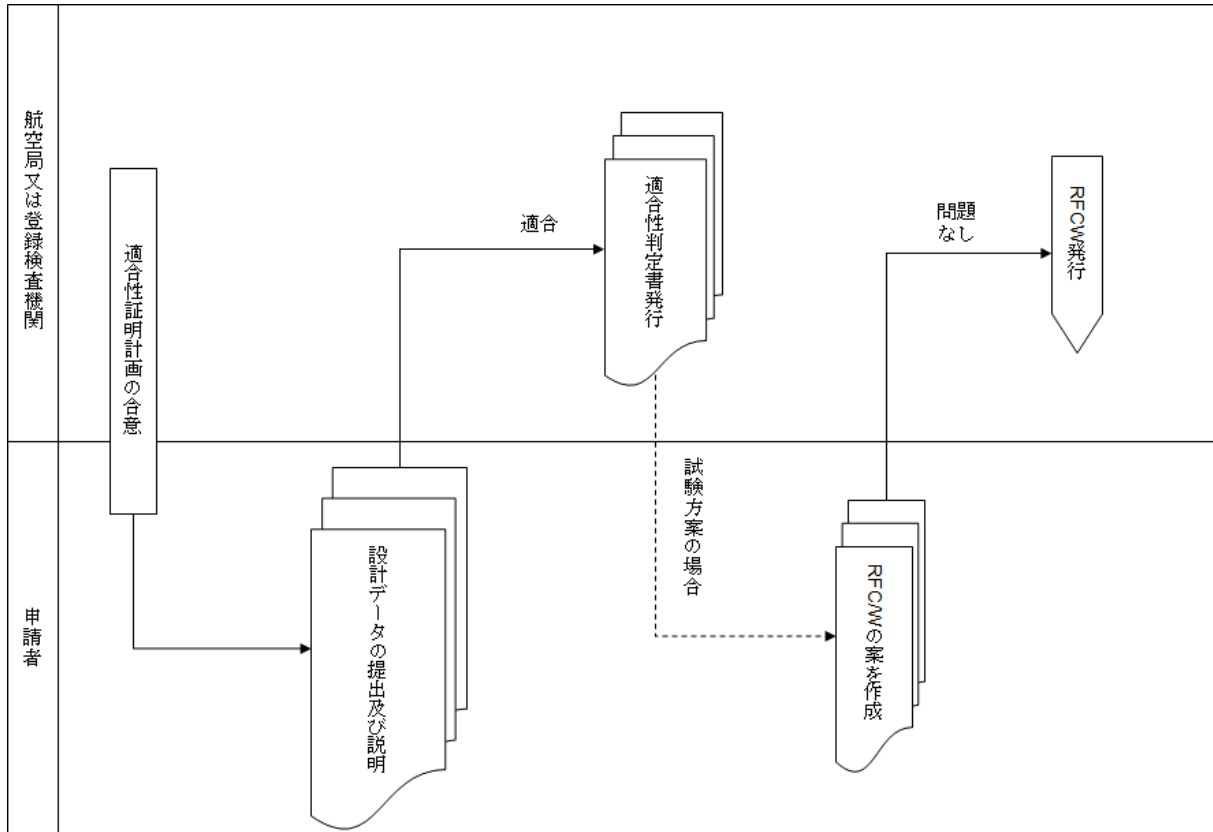 航空局又は登録検査機関
適合性証明計画の合意
適合
適合性判定書発行
問題
なし
RFCW発行
申請者
設計データの提出及び説明
試験方案の場合
RFC/Wの案を作成